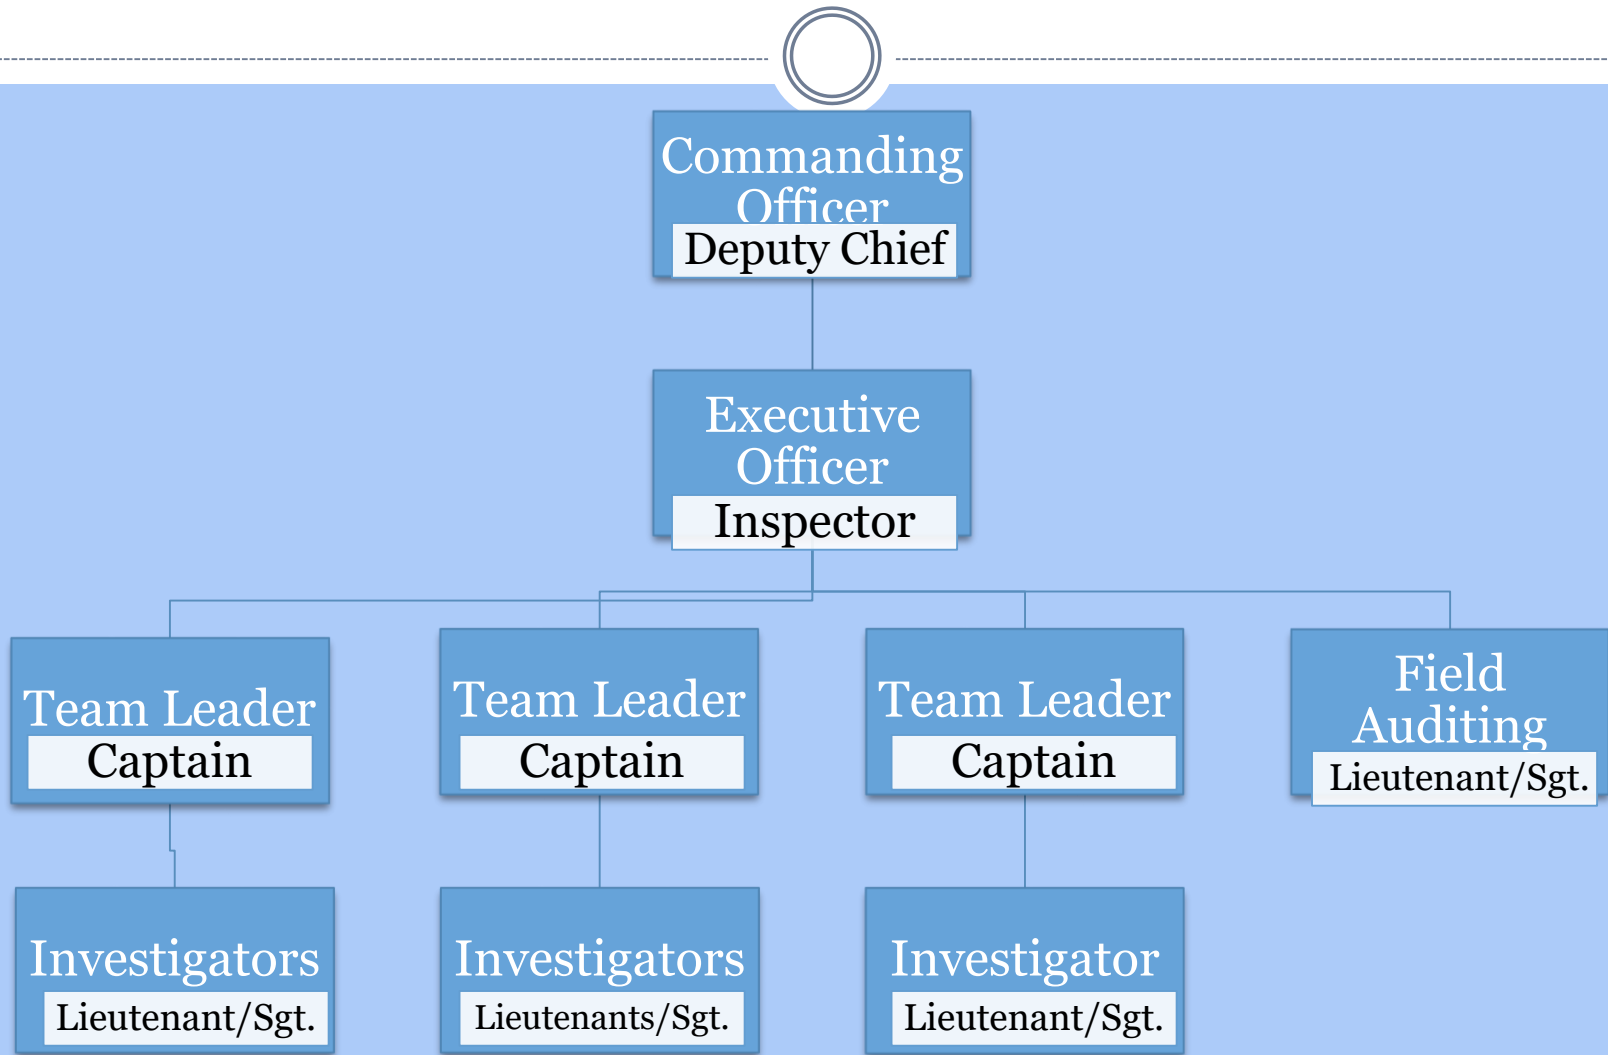 Commanding
Officer
Deputy Chief
Executive
Officer
Inspector
Team Leader
Captain
Team Leader
Captain
Team Leader
Captain
Field
Auditing
Lieutenant/Sgt.
Investigators
Lieutenant/Sgt.
Investigators
Lieutenants/Sgt.
Investigator
Lieutenant/Sgt.